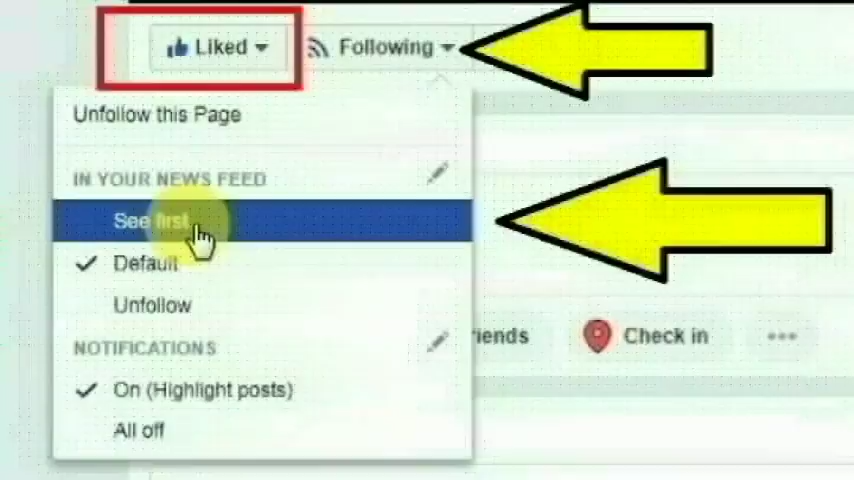 Liked Following
Unfollow this Page
IN YOUR NEWS FEED
See first
Default
Unfollow
Check in
NOTIFICATIONS
On (Highlight posts)
All off